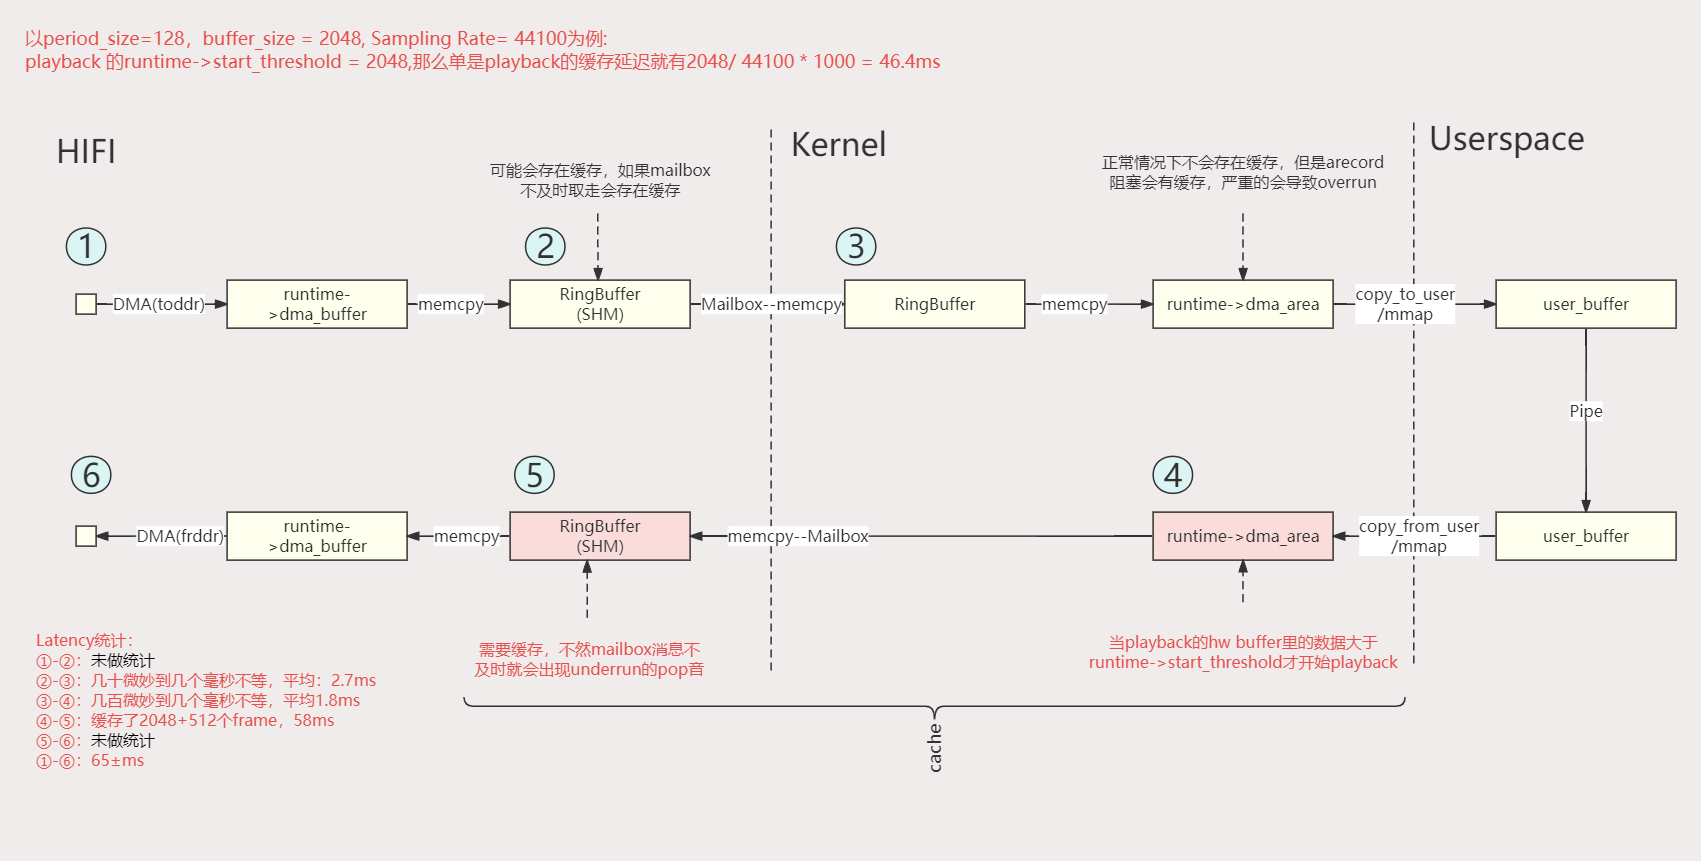 以period_size=128，buffer_size = 2048, Sampling Rate= 44100为例:
playback 的runtime->start_threshold = 2048,那么单是playback的缓存延迟就有2048/ 44100 * 1000 = 46.4ms
HIFI
Kernel
Userspace
可能会存在缓存，如果mailbox
不及时取走会存在缓存
正常情况下不会存在缓存，但是arecord
阻塞会有缓存，严重的会导致overrun
①
②
③
DMA(toddr)
runtime-
>dma_buffer
memcpy
RingBuffer
(SHM)
Mailbox--memcpy
RingBuffer
memcpy
runtime->dma_area
copy_to_user
/mmap
user_buffer
Pipe
⑥
⑤
④
DMA(frddr)
runtime-
>dma_buffer
memcpy
RingBuffer
(SHM)
memcpy--Mailbox
runtime->dma_area
copy_from_user
/mmap
user_buffer
需要缓存，不然mailbox消息不
及时就会出现underrun的pop音
当playback的hw buffer里的数据大于
runtime->start_threshold才开始playback
Latency统计：
①-②：未做统计
②-③：几十微妙到几个毫秒不等，平均：2.7ms
③-④：几百微妙到几个毫秒不等，平均1.8ms
④-⑤：缓存了2048+512个frame，58ms
⑤-⑥：未做统计
①-⑥：65±ms
cache